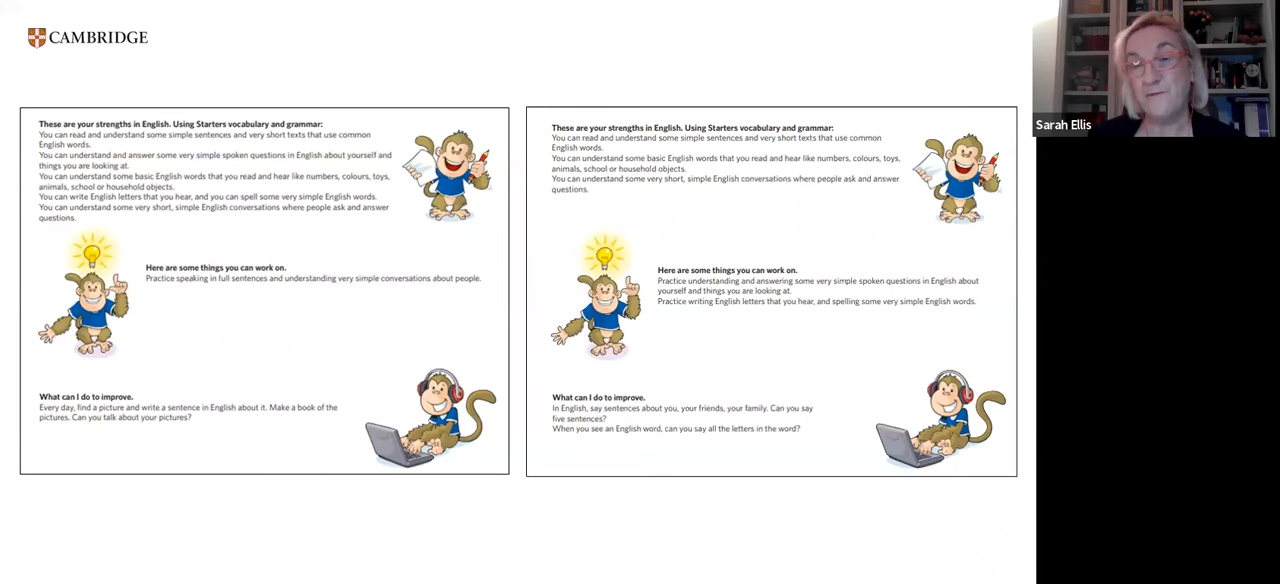 CAMBRIDGE
Sarah Ellis
These are your strengths in English. Using Starters vocabulary and grammar:
You can read and understand some simple sentences and very short texts that use common
English words.
You can understand and answer some very simple spoken questions in English about yourself and
things you are looking at.
You can understand some basic English words that you read and hear like numbers, colours, toys,
animals, school or household objects.
You can write English letters that you hear, and you can spell some very simple English words.
You can understand some very short, simple English conversations where people ask and answer
questions.
Here are some things you can work on.
Practice speaking in full sentences and understanding very simple conversations about people.
What can I do to improve.
Every day, find a picture and write a sentence in English about it. Make a book of the
pictures. Can you talk about your pictures?
These are your strengths in English. Using Starters vocabulary and grammar:
You can read and understand some simple sentences and very short texts that use common
English words.
You can understand some basic English words that you read and hear like numbers, colours, toys,
animals, school or household objects.
You can understand some very short, simple English conversations where people ask and answer
questions.
Here are some things you can work on.
Practice understanding and answering some very simple spoken questions in English about
yourself and things you are looking at.
Practice writing English letters that you hear, and spelling some very simple English words.
What can I do to improve.
In English, say sentences about you, your friends, your family. Can you say
five sentences?
When you see an English word, can you say all the letters in the word?